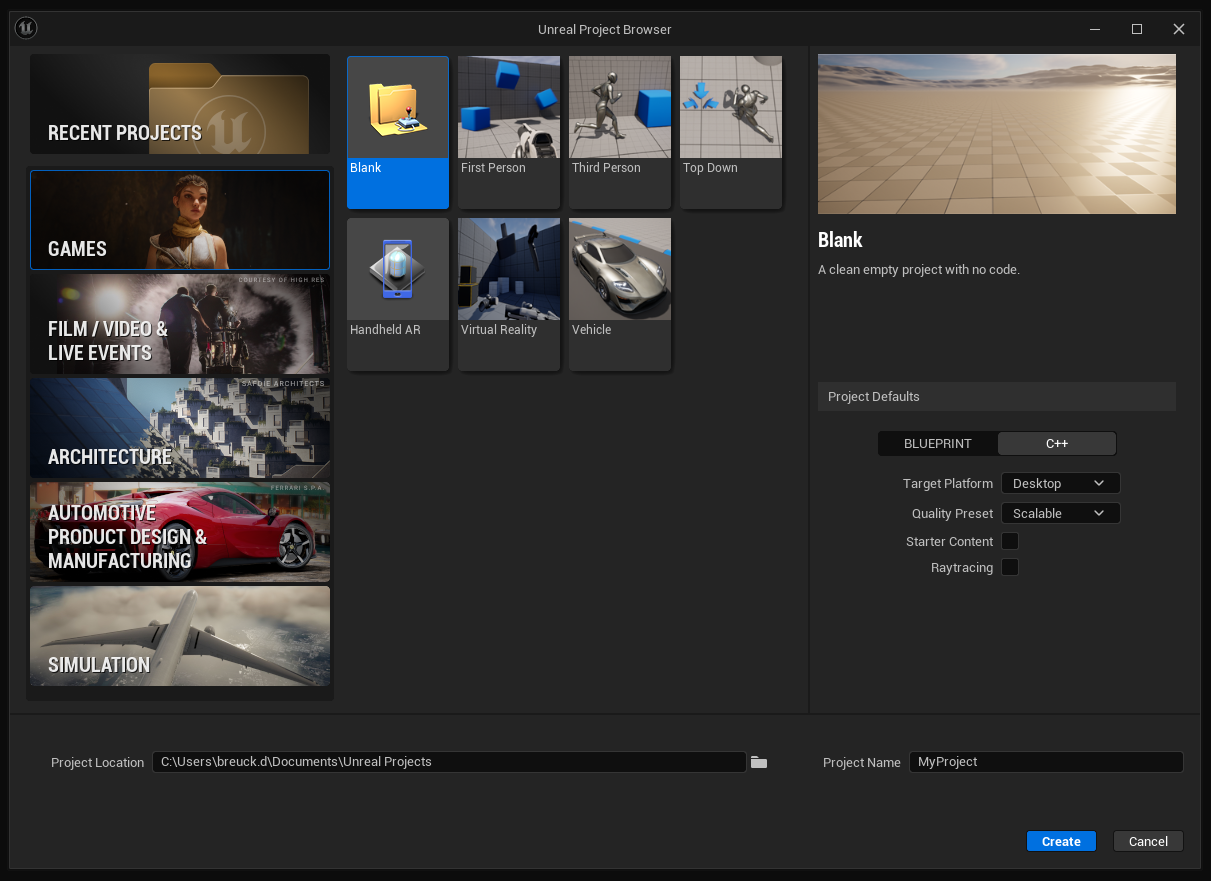 Unreal Project Browser
RECENT PROJECTS
GAMES
COURTESY OF HIGH RES
FILM / VIDEO &
LIVE EVENTS
SAFDIE ARCHITECTS
ARCHITECTURE
FERRARI S.P.A.
AUTOMOTIVE
PRODUCT DESIGN &
MANUFACTURING
SIMULATION
Blank
First Person
Third Person
Top Down
Handheld AR
Virtual Reality
Vehicle
Blank
A clean empty project with no code.
Project Defaults
BLUEPRINT
C++
Target Platform
Desktop
Quality Preset
Scalable
Starter Content
Raytracing
Project Location
C:\Users\breuck.d\Documents\Unreal Projects
Project Name
MyProject
Create
Cancel